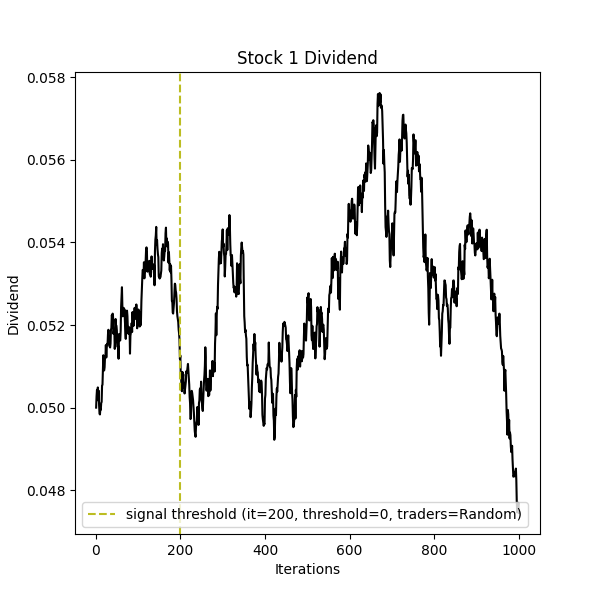 Stock 1 Dividend
0.058
0.056
0.054
0.052
0.050
0.048
Dividend
signal threshold (it=200, threshold=0, traders=Random)
0 200 400 600 800 1000
Iterations